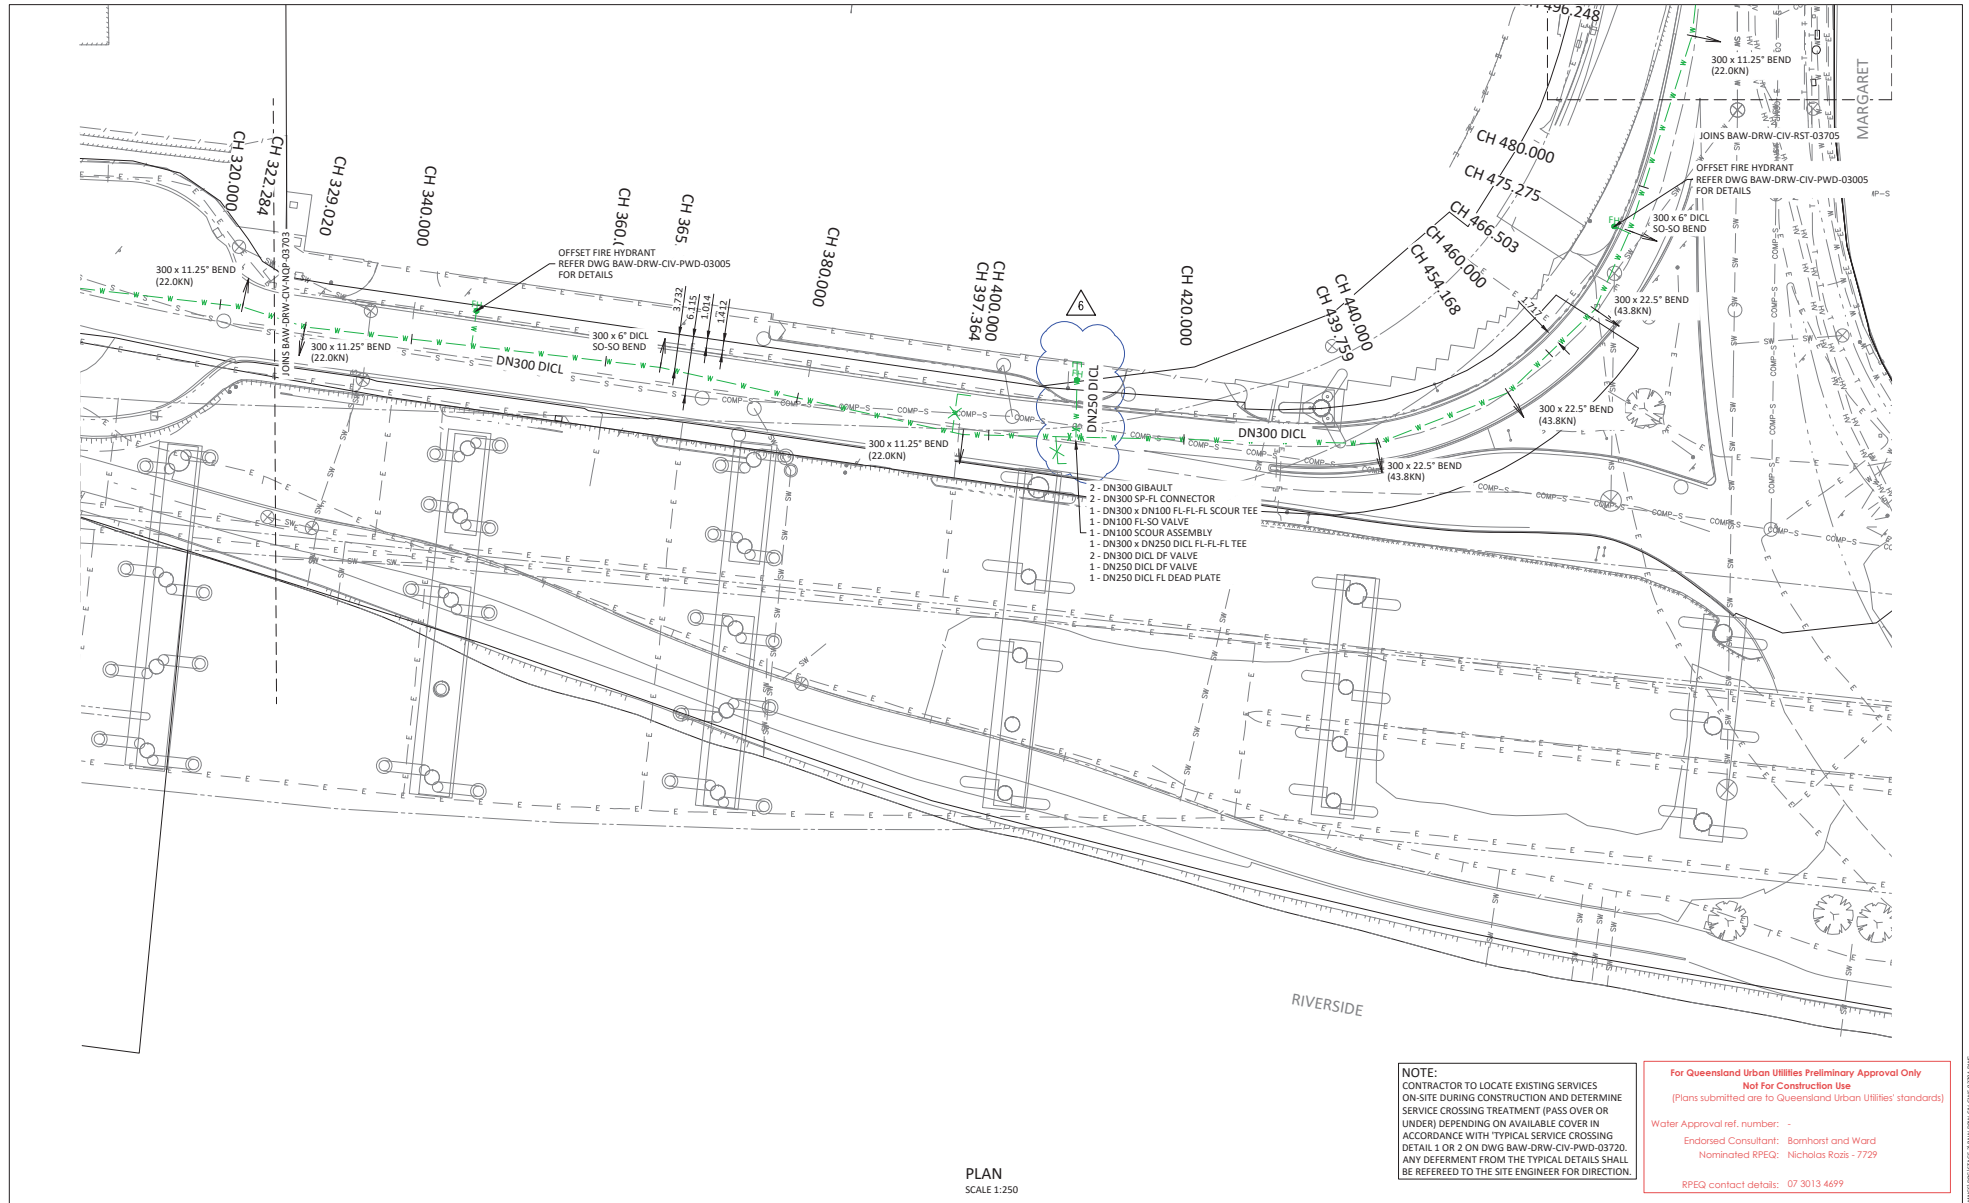 CH 496.248
300 x 11.25° BEND
(22.0KN)
MARGARET
JOINS BAW-DRW-CIV-RST-03705
OFFSET FIRE HYDRANT
REFER DWG BAW-DRW-CIV-PWD-03005
FOR DETAILS
300 x 6° DICL
SO-SO BEND
300 x 22.5° BEND
(43.8KN)
CH 480.000
CH 475.275
CH 466.503
CH 460.000
CH 454.168
CH 440.000
CH 439.759
CH 420.000
CH 400.000
CH 397.364
CH 380.000
CH 365.
CH 360.0
CH 340.000
CH 329.020
CH 322.284
CH 320.000
JOINS BAW-DRW-CIV-NQP-03703
300 x 11.25° BEND
(22.0KN)
300 x 11.25° BEND
(22.0KN)
OFFSET FIRE HYDRANT
REFER DWG BAW-DRW-CIV-PWD-03005
FOR DETAILS
300 x 6° DICL
SO-SO BEND
3.732
6.115
1.014
1.412
1.717
6
DN300 DICL
DN250 DICL
DN300 DICL
300 x 11.25° BEND
(22.0KN)
300 x 22.5° BEND
(43.8KN)
300 x 22.5° BEND
(43.8KN)
2 - DN300 GIBAULT
2 - DN300 SP-FL CONNECTOR
1 - DN300 x DN100 FL-FL-FL SCOUR TEE
1 - DN100 FL-SO VALVE
1 - DN100 SCOUR ASSEMBLY
1 - DN300 x DN250 DICL FL-FL-FL TEE
2 - DN300 DICL DF VALVE
1 - DN250 DICL DF VALVE
1 - DN250 DICL FL DEAD PLATE
COMP-S
SW
FH
RIVERSIDE
PLAN
SCALE 1:250
NOTE:
CONTRACTOR TO LOCATE EXISTING SERVICES
ON-SITE DURING CONSTRUCTION AND DETERMINE
SERVICE CROSSING TREATMENT (PASS OVER OR
UNDER) DEPENDING ON AVAILABLE COVER IN
ACCORDANCE WITH 'TYPICAL SERVICE CROSSING
DETAIL 1 OR 2 ON DWG BAW-DRW-CIV-PWD-03720.
ANY DEFERMENT FROM THE TYPICAL DETAILS SHALL
BE REFEREED TO THE SITE ENGINEER FOR DIRECTION.
For Queensland Urban Utilities Preliminary Approval Only
Not For Construction Use
(Plans submitted are to Queensland Urban Utilities' standards)
Water Approval ref. number: -
Endorsed Consultant: Bornhorst and Ward
Nominated RPEQ: Nicholas Rozis - 7729
RPEQ contact details: 07 3013 4699